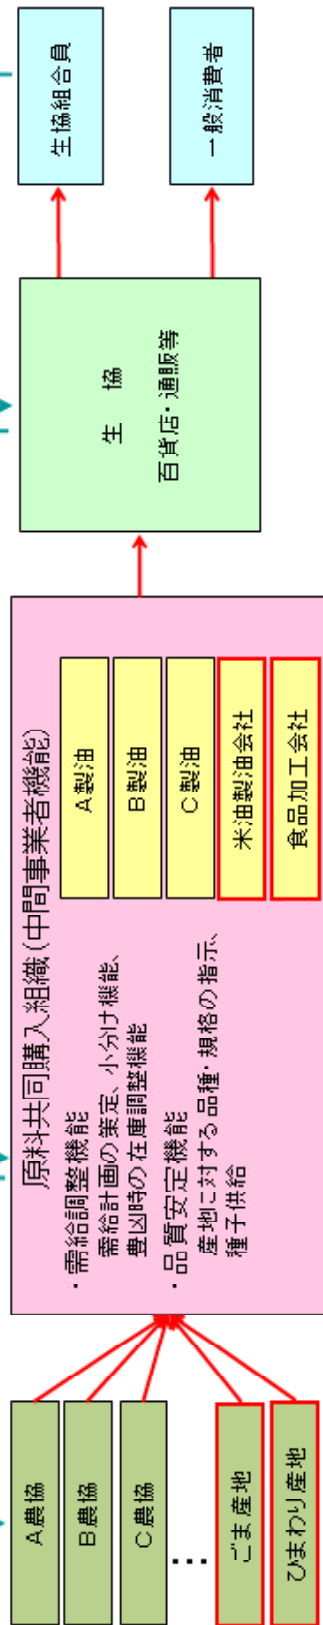 A農協
B農協
C農協
…
ごま産地
ひまわり産地
原料共同購入組織(中間事業者機能)
・需給調整機能
需給計画の策定、小分け機能、
豊凶時の在庫調整機能
・品質安定機能
産地に対する品種・規格の指示、
種子供給
A製油
B製油
C製油
米油製油会社
食品加工会社
生 協
百貨店・通販等
生協組合員
一般消費者